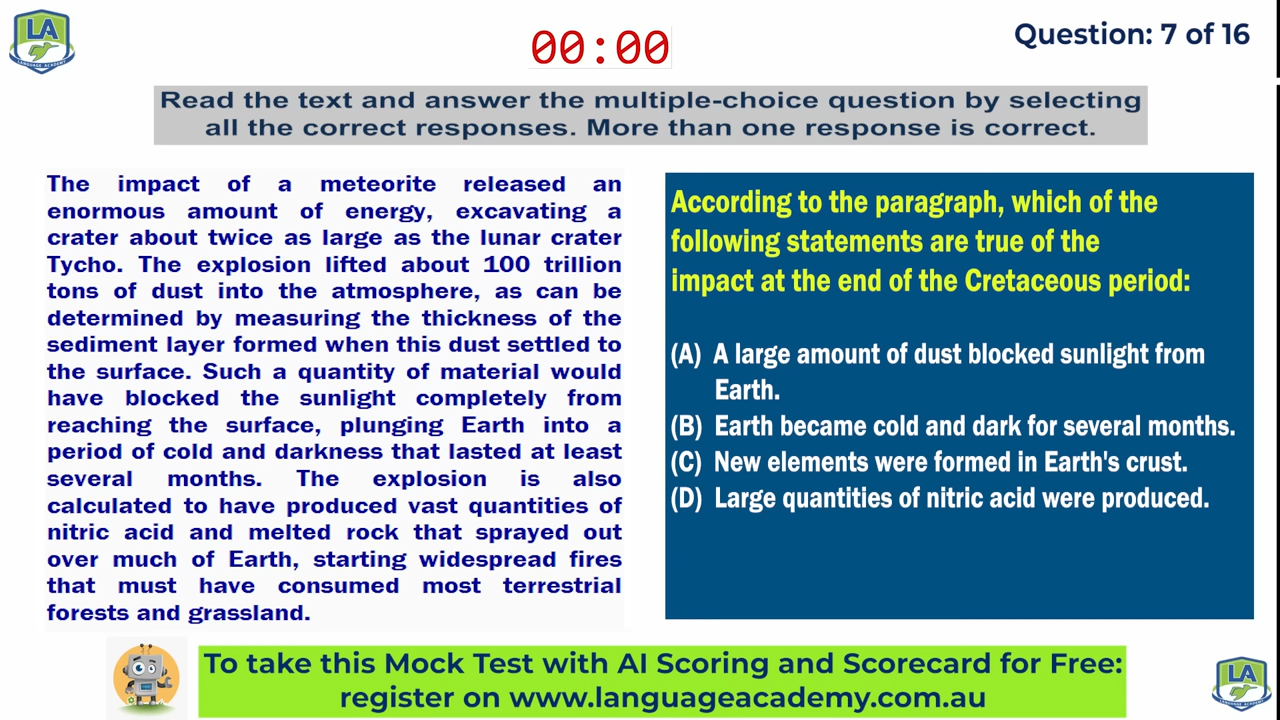 LA
LANGUAGE ACADEMY
00:00
Question: 7 of 16
Read the text and answer the multiple-choice question by selecting
all the correct responses. More than one response is correct.
The impact of a meteorite released an
enormous amount of energy, excavating a
crater about twice as large as the lunar crater
Tycho. The explosion lifted about 100 trillion
tons of dust into the atmosphere, as can be
determined by measuring the thickness of the
sediment layer formed when this dust settled to
the surface. Such a quantity of material would
have blocked the sunlight completely from
reaching the surface, plunging Earth into a
period of cold and darkness that lasted at least
several months. The explosion is also
calculated to have produced vast quantities of
nitric acid and melted rock that sprayed out
over much of Earth, starting widespread fires
that must have consumed most terrestrial
forests and grassland.
According to the paragraph, which of the
following statements are true of the
impact at the end of the Cretaceous period:
(A) A large amount of dust blocked sunlight from
Earth.
(B) Earth became cold and dark for several months.
(C) New elements were formed in Earth's crust.
(D) Large quantities of nitric acid were produced.
To take this Mock Test with AI Scoring and Scorecard for Free:
register on www.languageacademy.com.au
LA
LANGUAGE ACADEMY